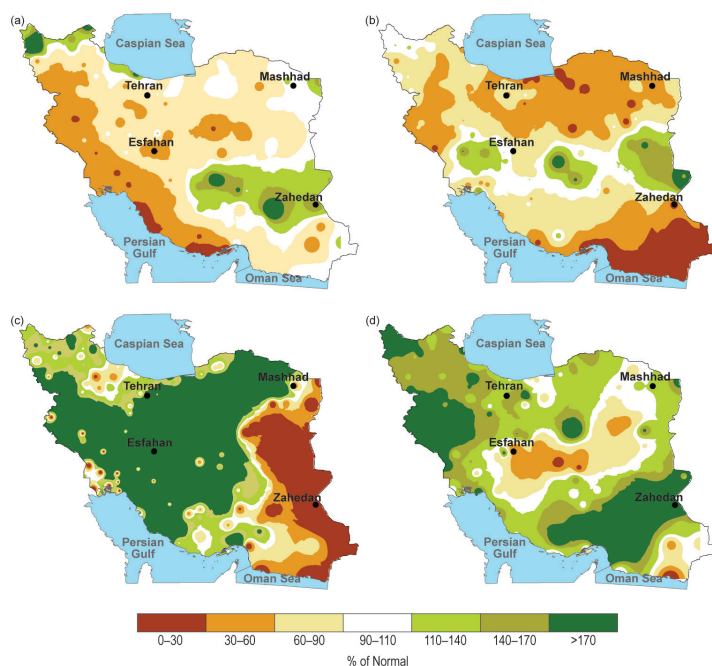 (a)
Caspian Sea
Tehran
Mashhad
Esfahan
Zahedan
Persian
Gulf
Oman Sea
(b)
Caspian Sea
Tehran
Mashhad
Esfahan
Zahedan
Persian
Gulf
Oman Sea
(c)
Caspian Sea
Tehran
Mashhad
Esfahan
Zahedan
Persian
Gulf
Oman Sea
(d)
Caspian Sea
Tehran
Mashhad
Esfahan
Zahedan
Persian
Gulf
Oman Sea
0–30 30–60 60–90 90–110 110–140 140–170 >170
% of Normal